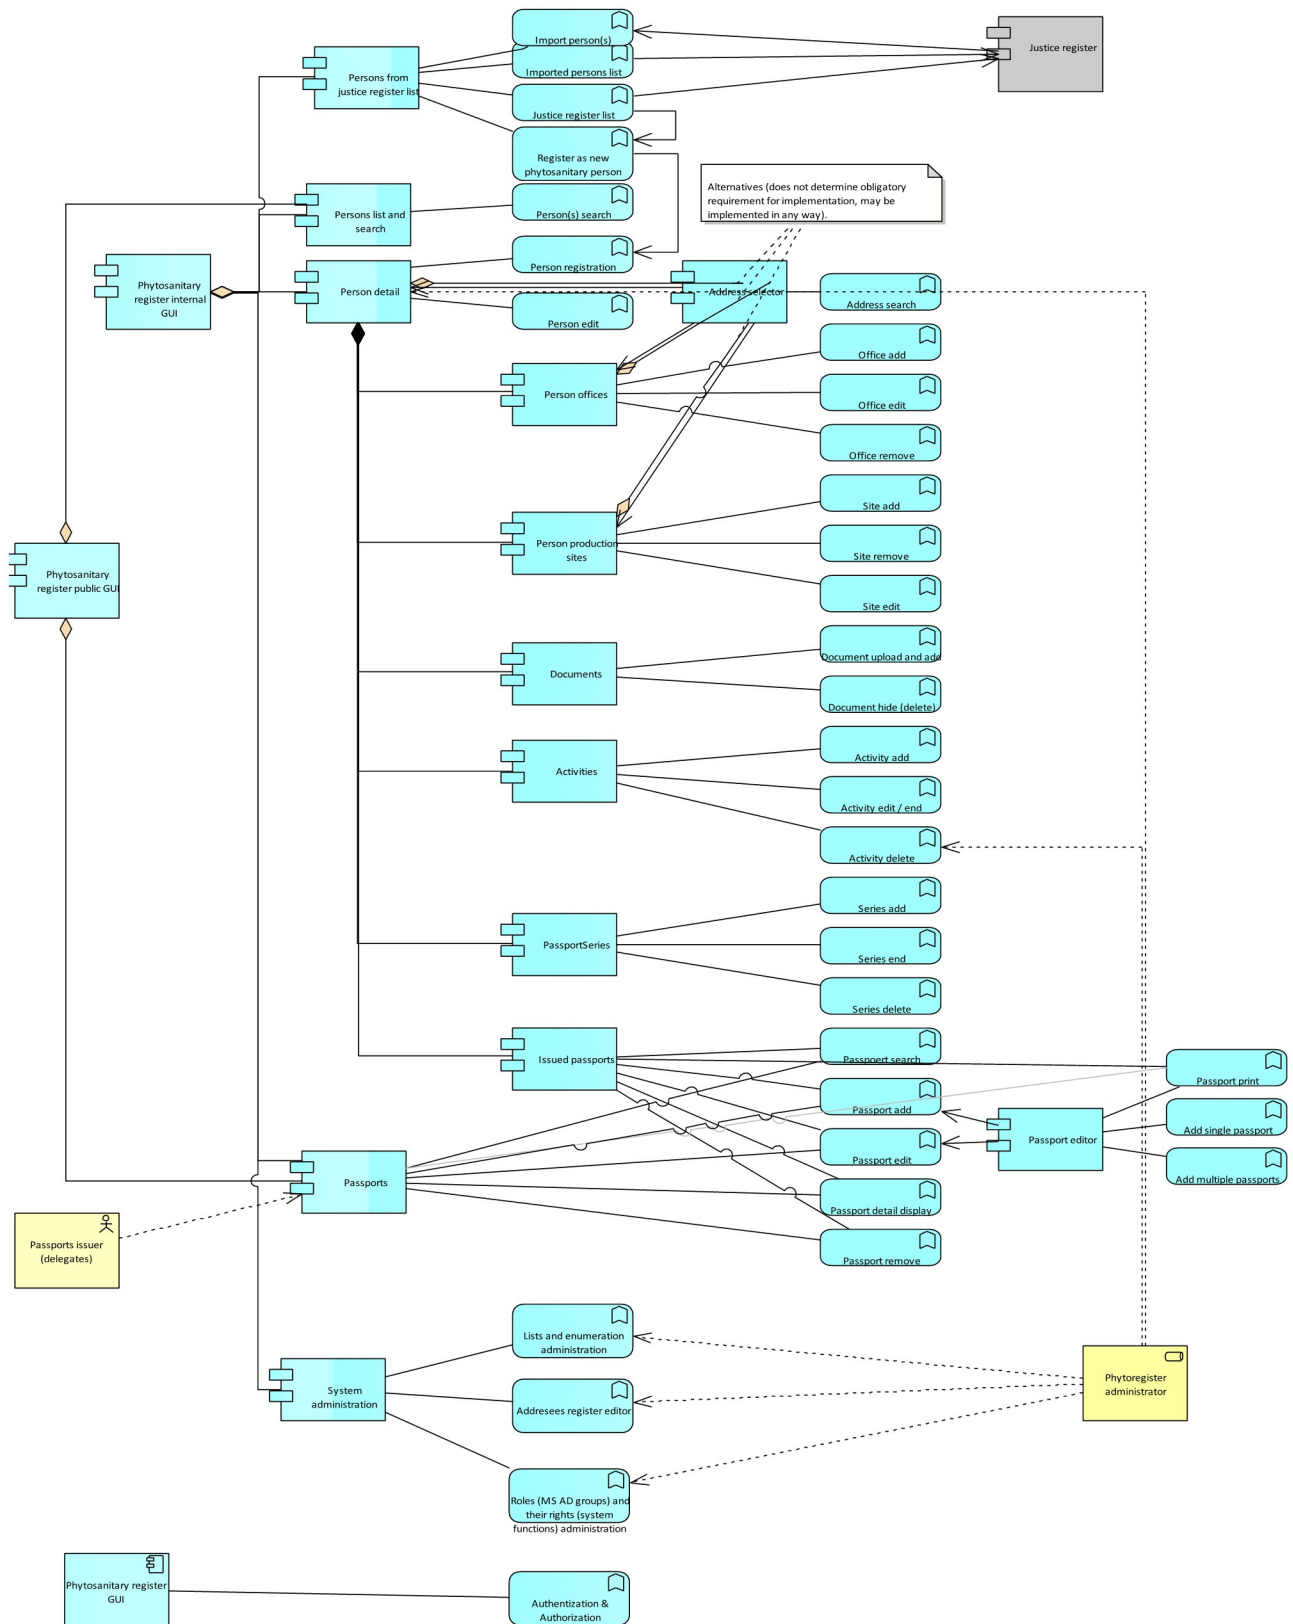 Import person(s)
Imported persons list
Justice register
Persons from
justice register list
Justice register list
Register as new
phytosanitary person
Alternatives (does not determine obligatory
requirement for implementation, may be
implemented in any way).
Persons list and
search
Person(s) search
Person registration
Phytosanitary
register internal
GUI
Person detail
Address selector
Address search
Person edit
Office add
Person offices
Office edit
Office remove
Site add
Person production
sites
Site remove
Site edit
Phytosanitary
register public GUI
Document upload and add
Documents
Document hide (delete)
Activity add
Activities
Activity edit / end
Activity delete
Series add
PassportSeries
Series end
Series delete
Issued passports
Passpoert search
Passport print
Passport add
Passport editor
Add single passport
Passport edit
Add multiple passports
Passports
Passport detail display
Passports issuer
(delegates)
Passport remove
Lists and enumeration
administration
Phytoregister
administrator
System
administration
Addresees register editor
Roles (MS AD groups) and
their rights (system
functions) administration
Phytosanitary register
GUI
Authentization &
Authorization